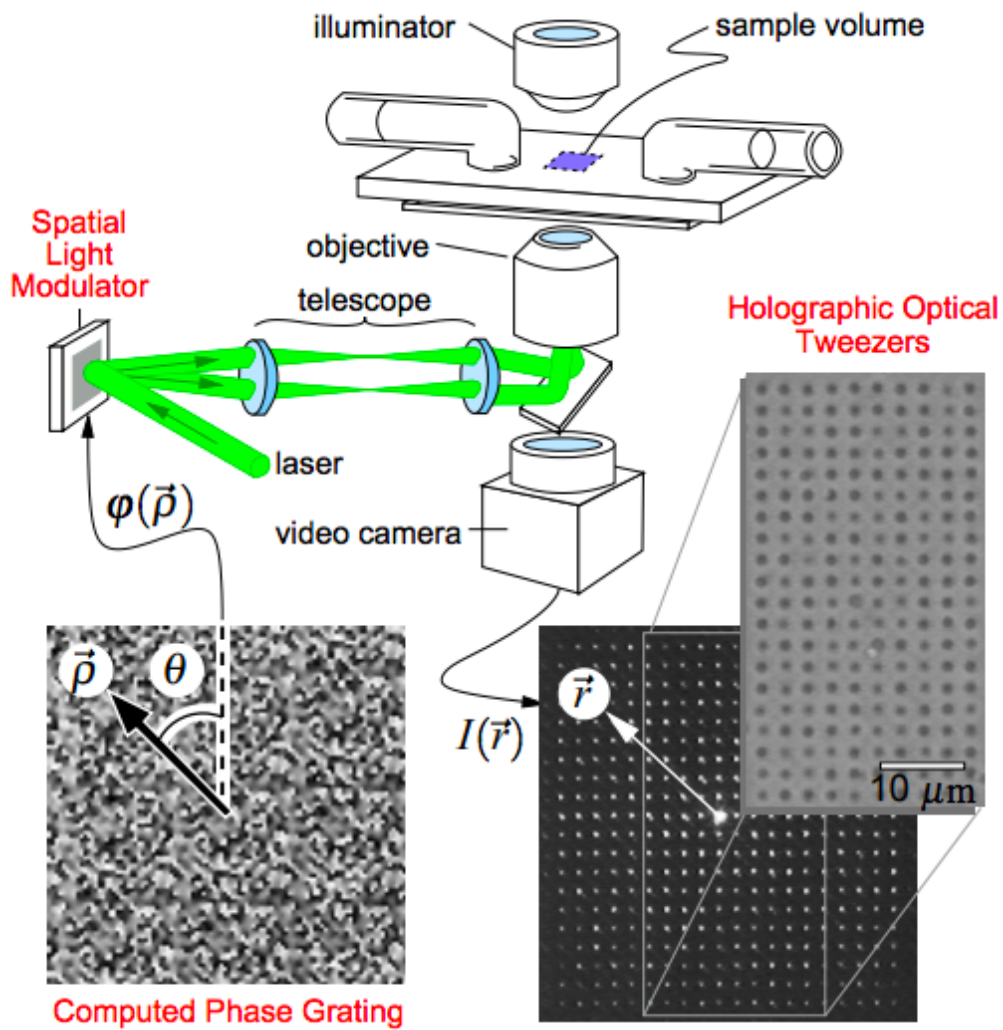 illuminator
sample volume
Spatial
Light
Modulator
objective
telescope
Holographic Optical
Tweezers
laser
φ(ρ⃗)
video camera
ρ⃗
θ
r⃗
I(r⃗)
10 μm
Computed Phase Grating